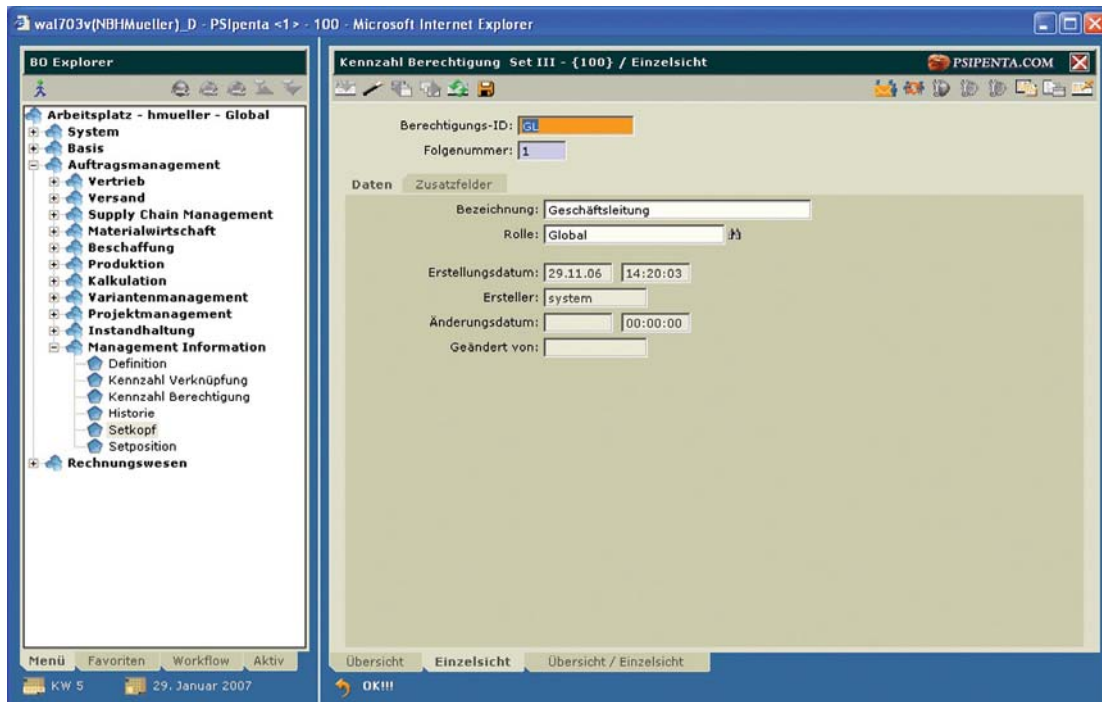 wal703v(NBHMueller)_D - PSIpenta <1> - 100 - Microsoft Internet Explorer
BO Explorer
Arbeitsplatz - hmueller - Global
System
Basis
Auftragsmanagement
Vertrieb
Versand
Supply Chain Management
Materialwirtschaft
Beschaffung
Produktion
Kalkulation
Variantenmanagement
Projektmanagement
Instandhaltung
Management Information
Definition
Kennzahl Verknüpfung
Kennzahl Berechtigung
Historie
Setkopf
Setposition
Rechnungswesen
Menü Favoriten Workflow Aktiv
KW 5 29. Januar 2007
Kennzahl Berechtigung Set III - {100} / Einzelsicht PSIPENTA.COM
Berechtigungs-ID: GL
Folgenummer: 1
Daten Zusatzfelder
Bezeichnung: Geschäftsleitung
Rolle: Global
Erstellungsdatum: 29.11.06 14:20:03
Ersteller: system
Änderungsdatum: 00:00:00
Geändert von:
Übersicht Einzelsicht Übersicht / Einzelsicht
OK!!!